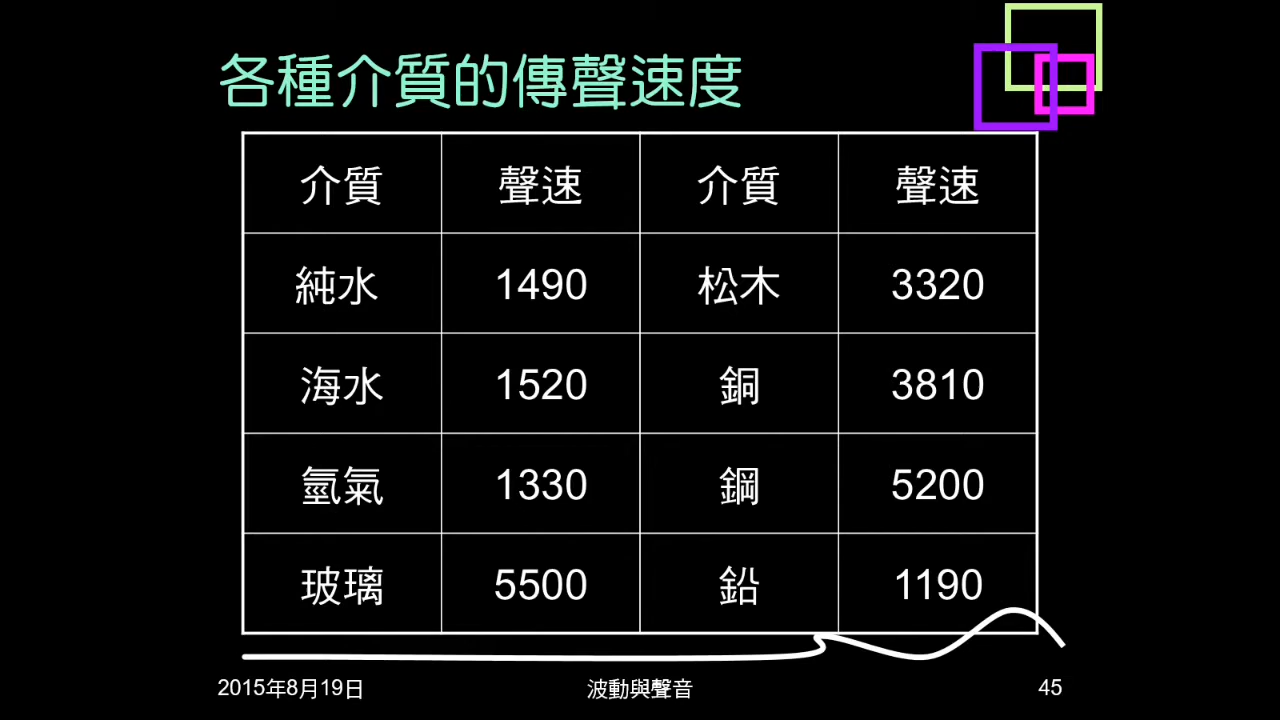 各種介質的傳聲速度
介質 聲速 介質 聲速
純水 1490 松木 3320
海水 1520 銅 3810
氫氣 1330 鋼 5200
玻璃 5500 鉛 1190
2015年8月19日 波動與聲音 45